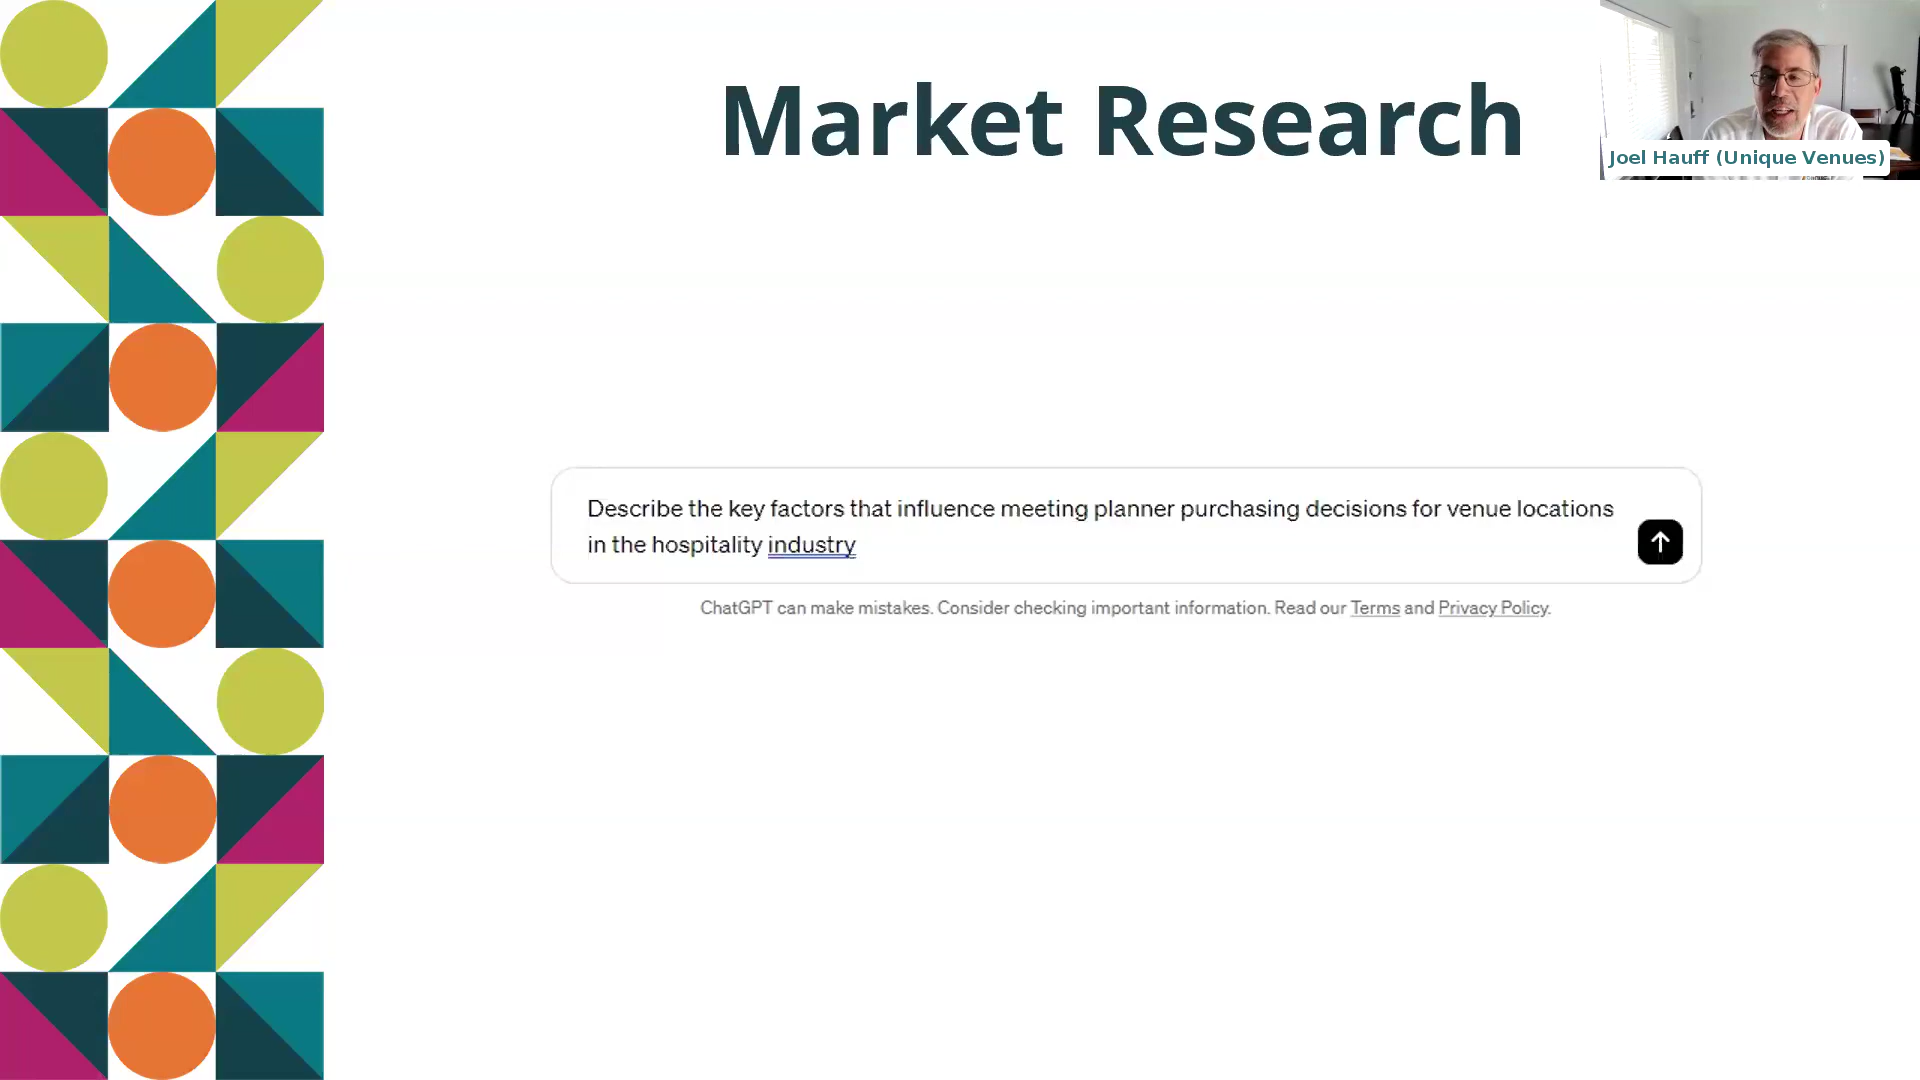 Market Research
Joel Hauff (Unique Venues)
Describe the key factors that influence meeting planner purchasing decisions for venue locations
in the hospitality industry
ChatGPT can make mistakes. Consider checking important information. Read our Terms and Privacy Policy.